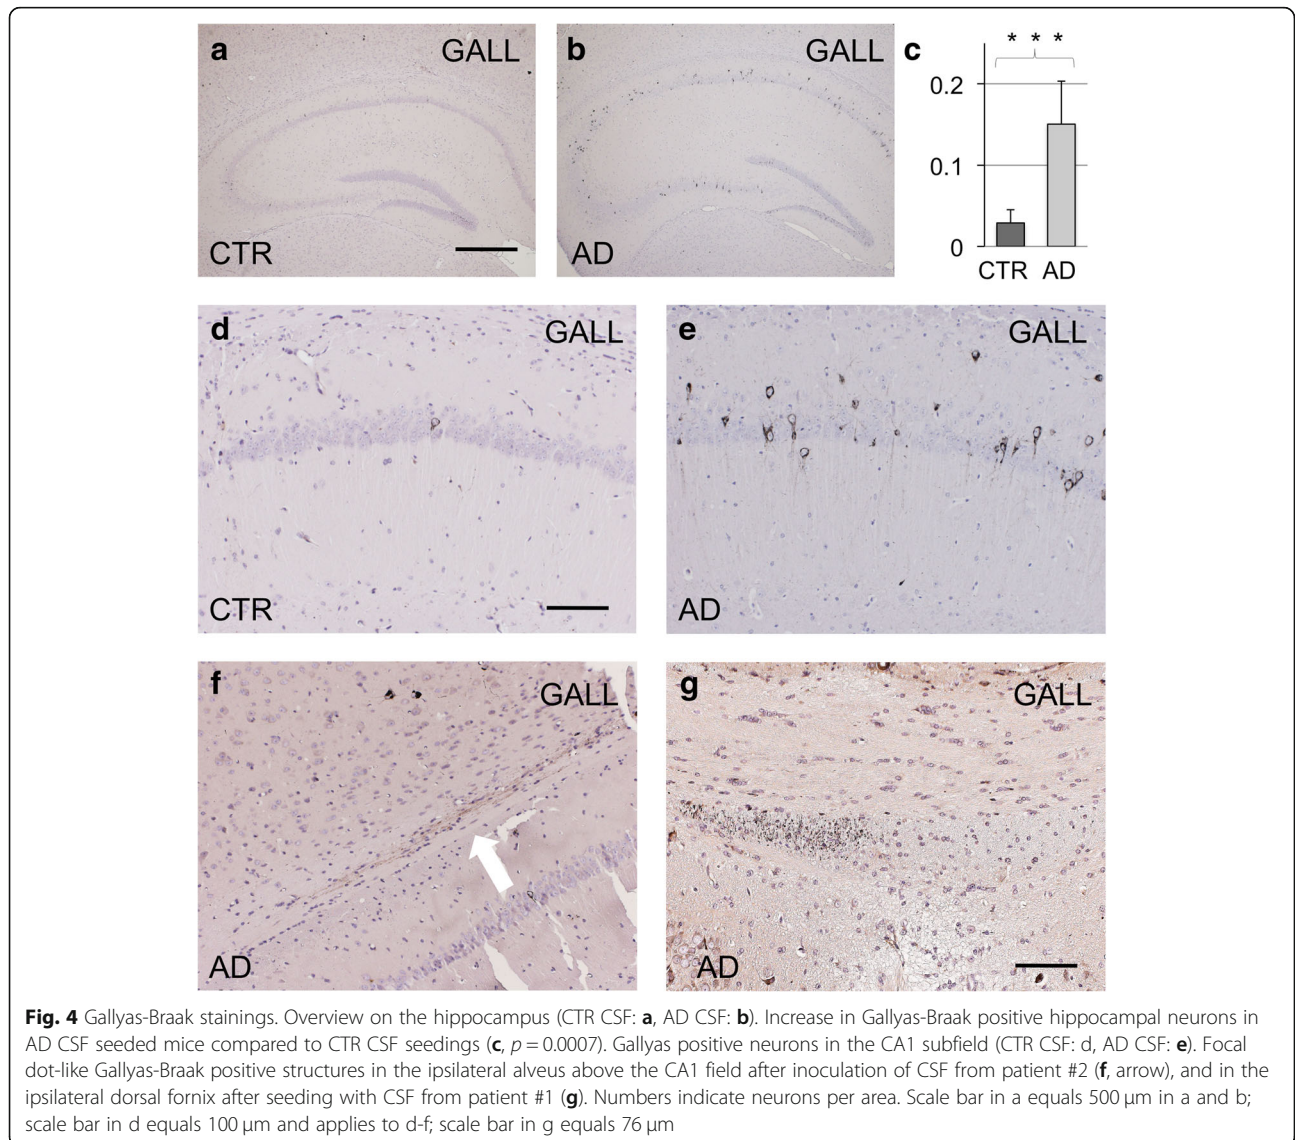 a GALL CTR
b GALL AD
c * * *
0.2
0.1
0
CTR AD
d GALL CTR
e GALL AD
f GALL AD
g GALL AD
Fig. 4 Gallyas-Braak stainings. Overview on the hippocampus (CTR CSF: a, AD CSF: b). Increase in Gallyas-Braak positive hippocampal neurons in
AD CSF seeded mice compared to CTR CSF seedings (c, p = 0.0007). Gallyas positive neurons in the CA1 subfield (CTR CSF: d, AD CSF: e). Focal
dot-like Gallyas-Braak positive structures in the ipsilateral alveus above the CA1 field after inoculation of CSF from patient #2 (f, arrow), and in the
ipsilateral dorsal fornix after seeding with CSF from patient #1 (g). Numbers indicate neurons per area. Scale bar in a equals 500 μm in a and b;
scale bar in d equals 100 μm and applies to d-f; scale bar in g equals 76 μm